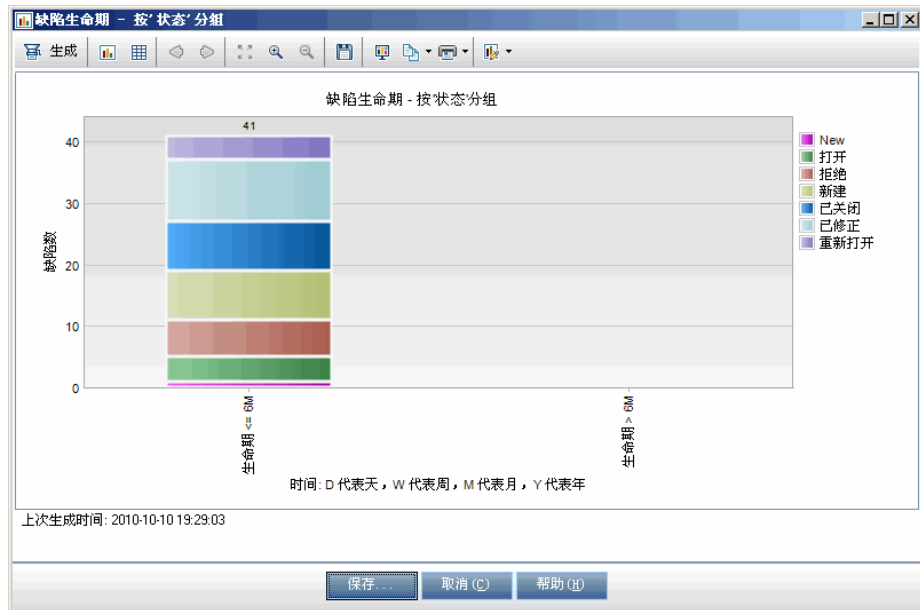 缺陷生命期 - 按'状态'分组
生成
缺陷生命期 - 按'状态'分组
41
40
30
20
10
0
缺陷数
生命期 <= 6M
生命期 > 6M
时间: D 代表天，W 代表周，M 代表月，Y 代表年
New
打开
拒绝
新建
已关闭
已修正
重新打开
上次生成时间: 2010-10-10 19:29:03
保存...
取消(C)
帮助(H)